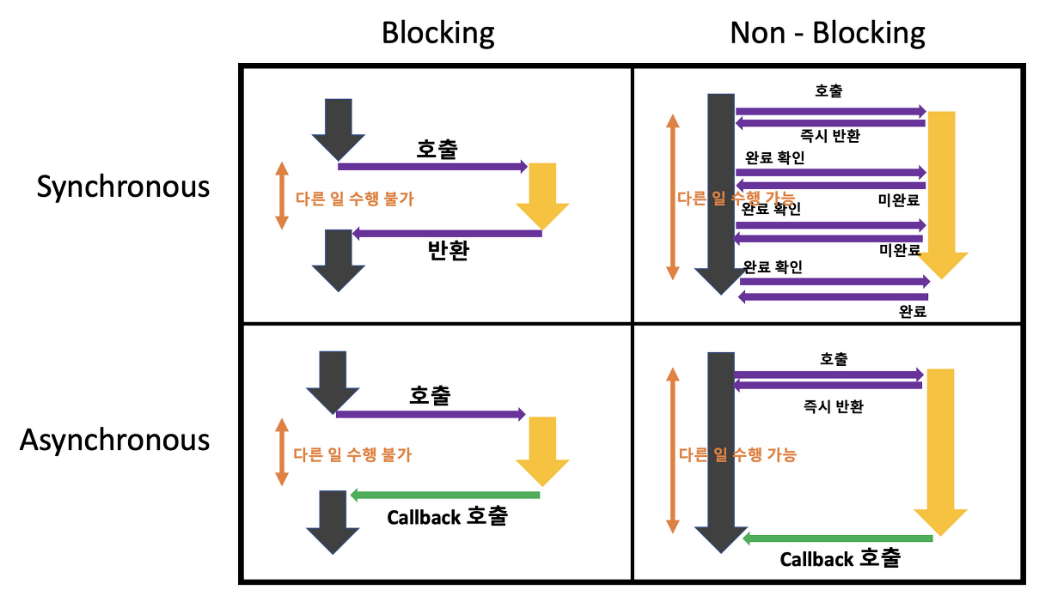 Blocking
Non - Blocking
Synchronous
호출
다른 일 수행 불가
반환
호출
즉시 반환
완료 확인
다른 일 수행 가능
미완료
완료 확인
미완료
완료 확인
완료
Asynchronous
호출
다른 일 수행 불가
Callback 호출
호출
즉시 반환
다른 일 수행 가능
Callback 호출